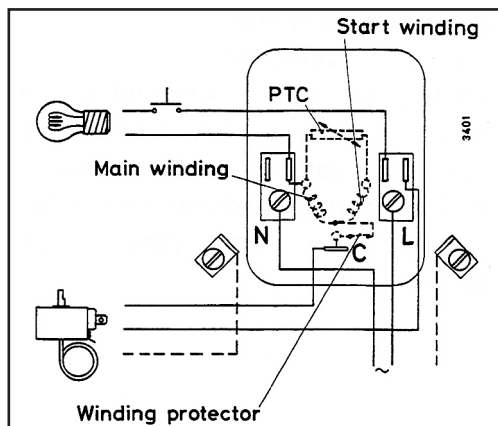 Start winding
PTC
3401
Main winding
N
C
L
~
Winding protector